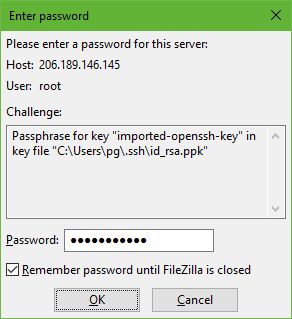 Enter password
Please enter a password for this server:
Host: 206.189.146.145
User: root
Challenge:
Passphrase for key "imported-openssh-key" in
key file "C:\Users\pg\.ssh\id_rsa.ppk"
Password: ●●●●●●●●●●●
Remember password until FileZilla is closed
OK Cancel